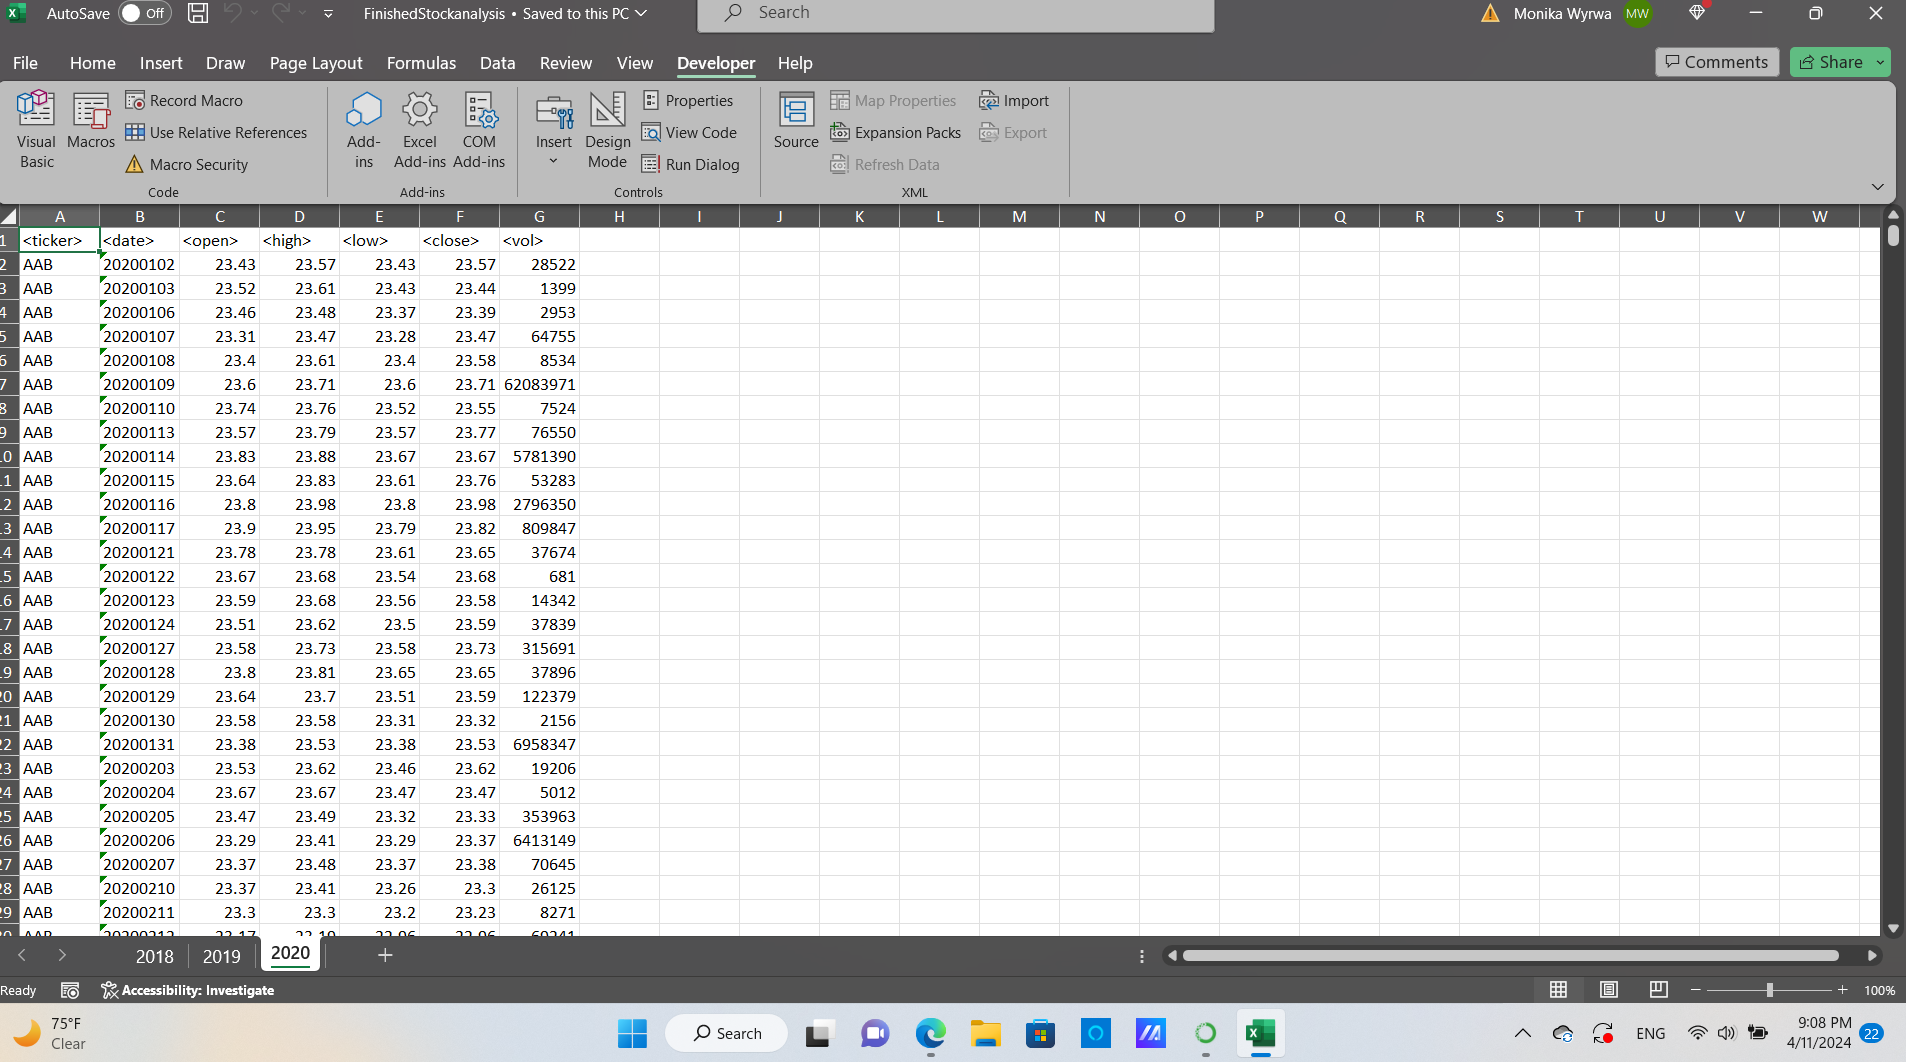 AutoSave Off FinishedStockanalysis • Saved to this PC Search Monika Wyrwa MW
File Home Insert Draw Page Layout Formulas Data Review View Developer Help Comments Share
Visual Basic Macros Record Macro Use Relative References Macro Security Code
Add-ins Excel Add-ins COM Add-ins Add-ins
Insert Design Mode Properties View Code Run Dialog Controls
Source Map Properties Expansion Packs Refresh Data Import Export XML
A B C D E F G H I J K L M N O P Q R S T U V W
1 <ticker> <date> <open> <high> <low> <close> <vol>
2 AAB 20200102 23.43 23.57 23.43 23.57 28522
3 AAB 20200103 23.52 23.61 23.43 23.44 1399
4 AAB 20200106 23.46 23.48 23.37 23.39 2953
5 AAB 20200107 23.31 23.47 23.28 23.47 64755
6 AAB 20200108 23.4 23.61 23.4 23.58 8534
7 AAB 20200109 23.6 23.71 23.6 23.71 62083971
8 AAB 20200110 23.74 23.76 23.52 23.55 7524
9 AAB 20200113 23.57 23.79 23.57 23.77 76550
10 AAB 20200114 23.83 23.88 23.67 23.67 5781390
11 AAB 20200115 23.64 23.83 23.61 23.76 53283
12 AAB 20200116 23.8 23.98 23.8 23.98 2796350
13 AAB 20200117 23.9 23.95 23.79 23.82 809847
14 AAB 20200121 23.78 23.78 23.61 23.65 37674
15 AAB 20200122 23.67 23.68 23.54 23.68 681
16 AAB 20200123 23.59 23.68 23.56 23.58 14342
17 AAB 20200124 23.51 23.62 23.5 23.59 37839
18 AAB 20200127 23.58 23.73 23.58 23.73 315691
19 AAB 20200128 23.8 23.81 23.65 23.65 37896
20 AAB 20200129 23.64 23.7 23.51 23.59 122379
21 AAB 20200130 23.58 23.58 23.31 23.32 2156
22 AAB 20200131 23.38 23.53 23.38 23.53 6958347
23 AAB 20200203 23.53 23.62 23.46 23.62 19206
24 AAB 20200204 23.67 23.67 23.47 23.47 5012
25 AAB 20200205 23.47 23.49 23.32 23.33 353963
26 AAB 20200206 23.29 23.41 23.29 23.37 6413149
27 AAB 20200207 23.37 23.48 23.37 23.38 70645
28 AAB 20200210 23.37 23.41 23.26 23.3 26125
29 AAB 20200211 23.3 23.3 23.2 23.23 8271
2018 2019 2020
Ready Accessibility: Investigate 100%
75°F
Clear
Search ENG 9:08 PM
4/11/2024 22